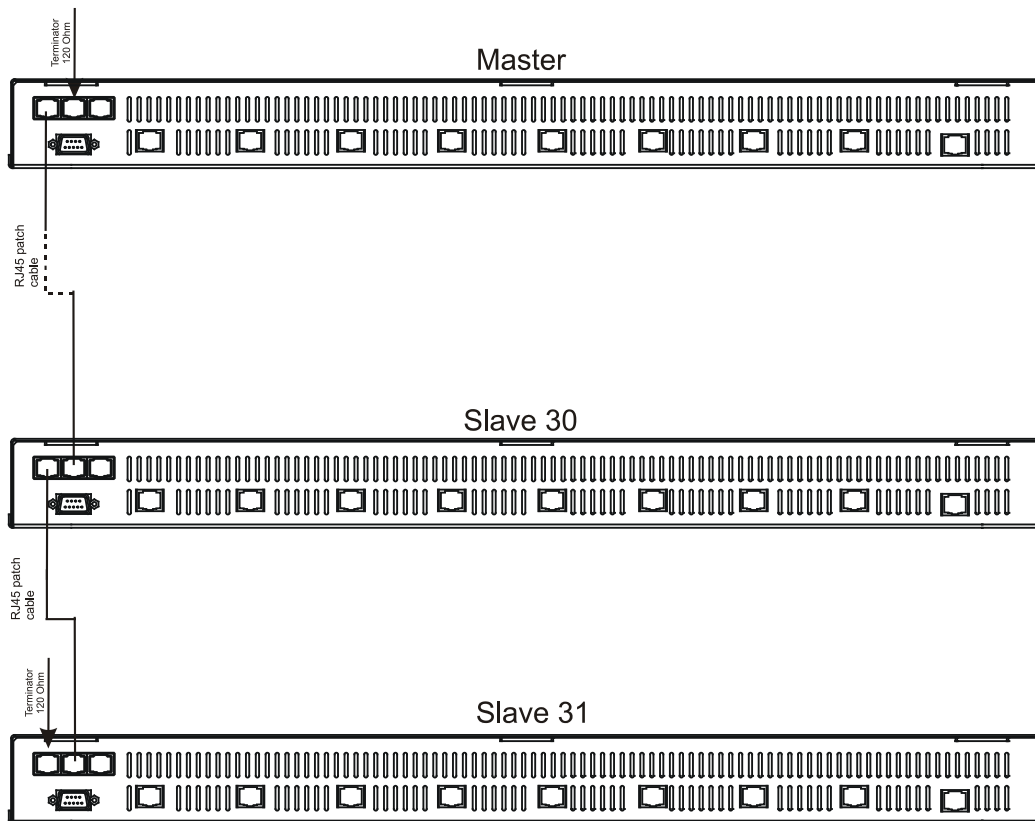 Terminator
120 Ohm
Master
RJ45 patch
cable
Slave 30
RJ45 patch
cable
Terminator
120 Ohm
Slave 31